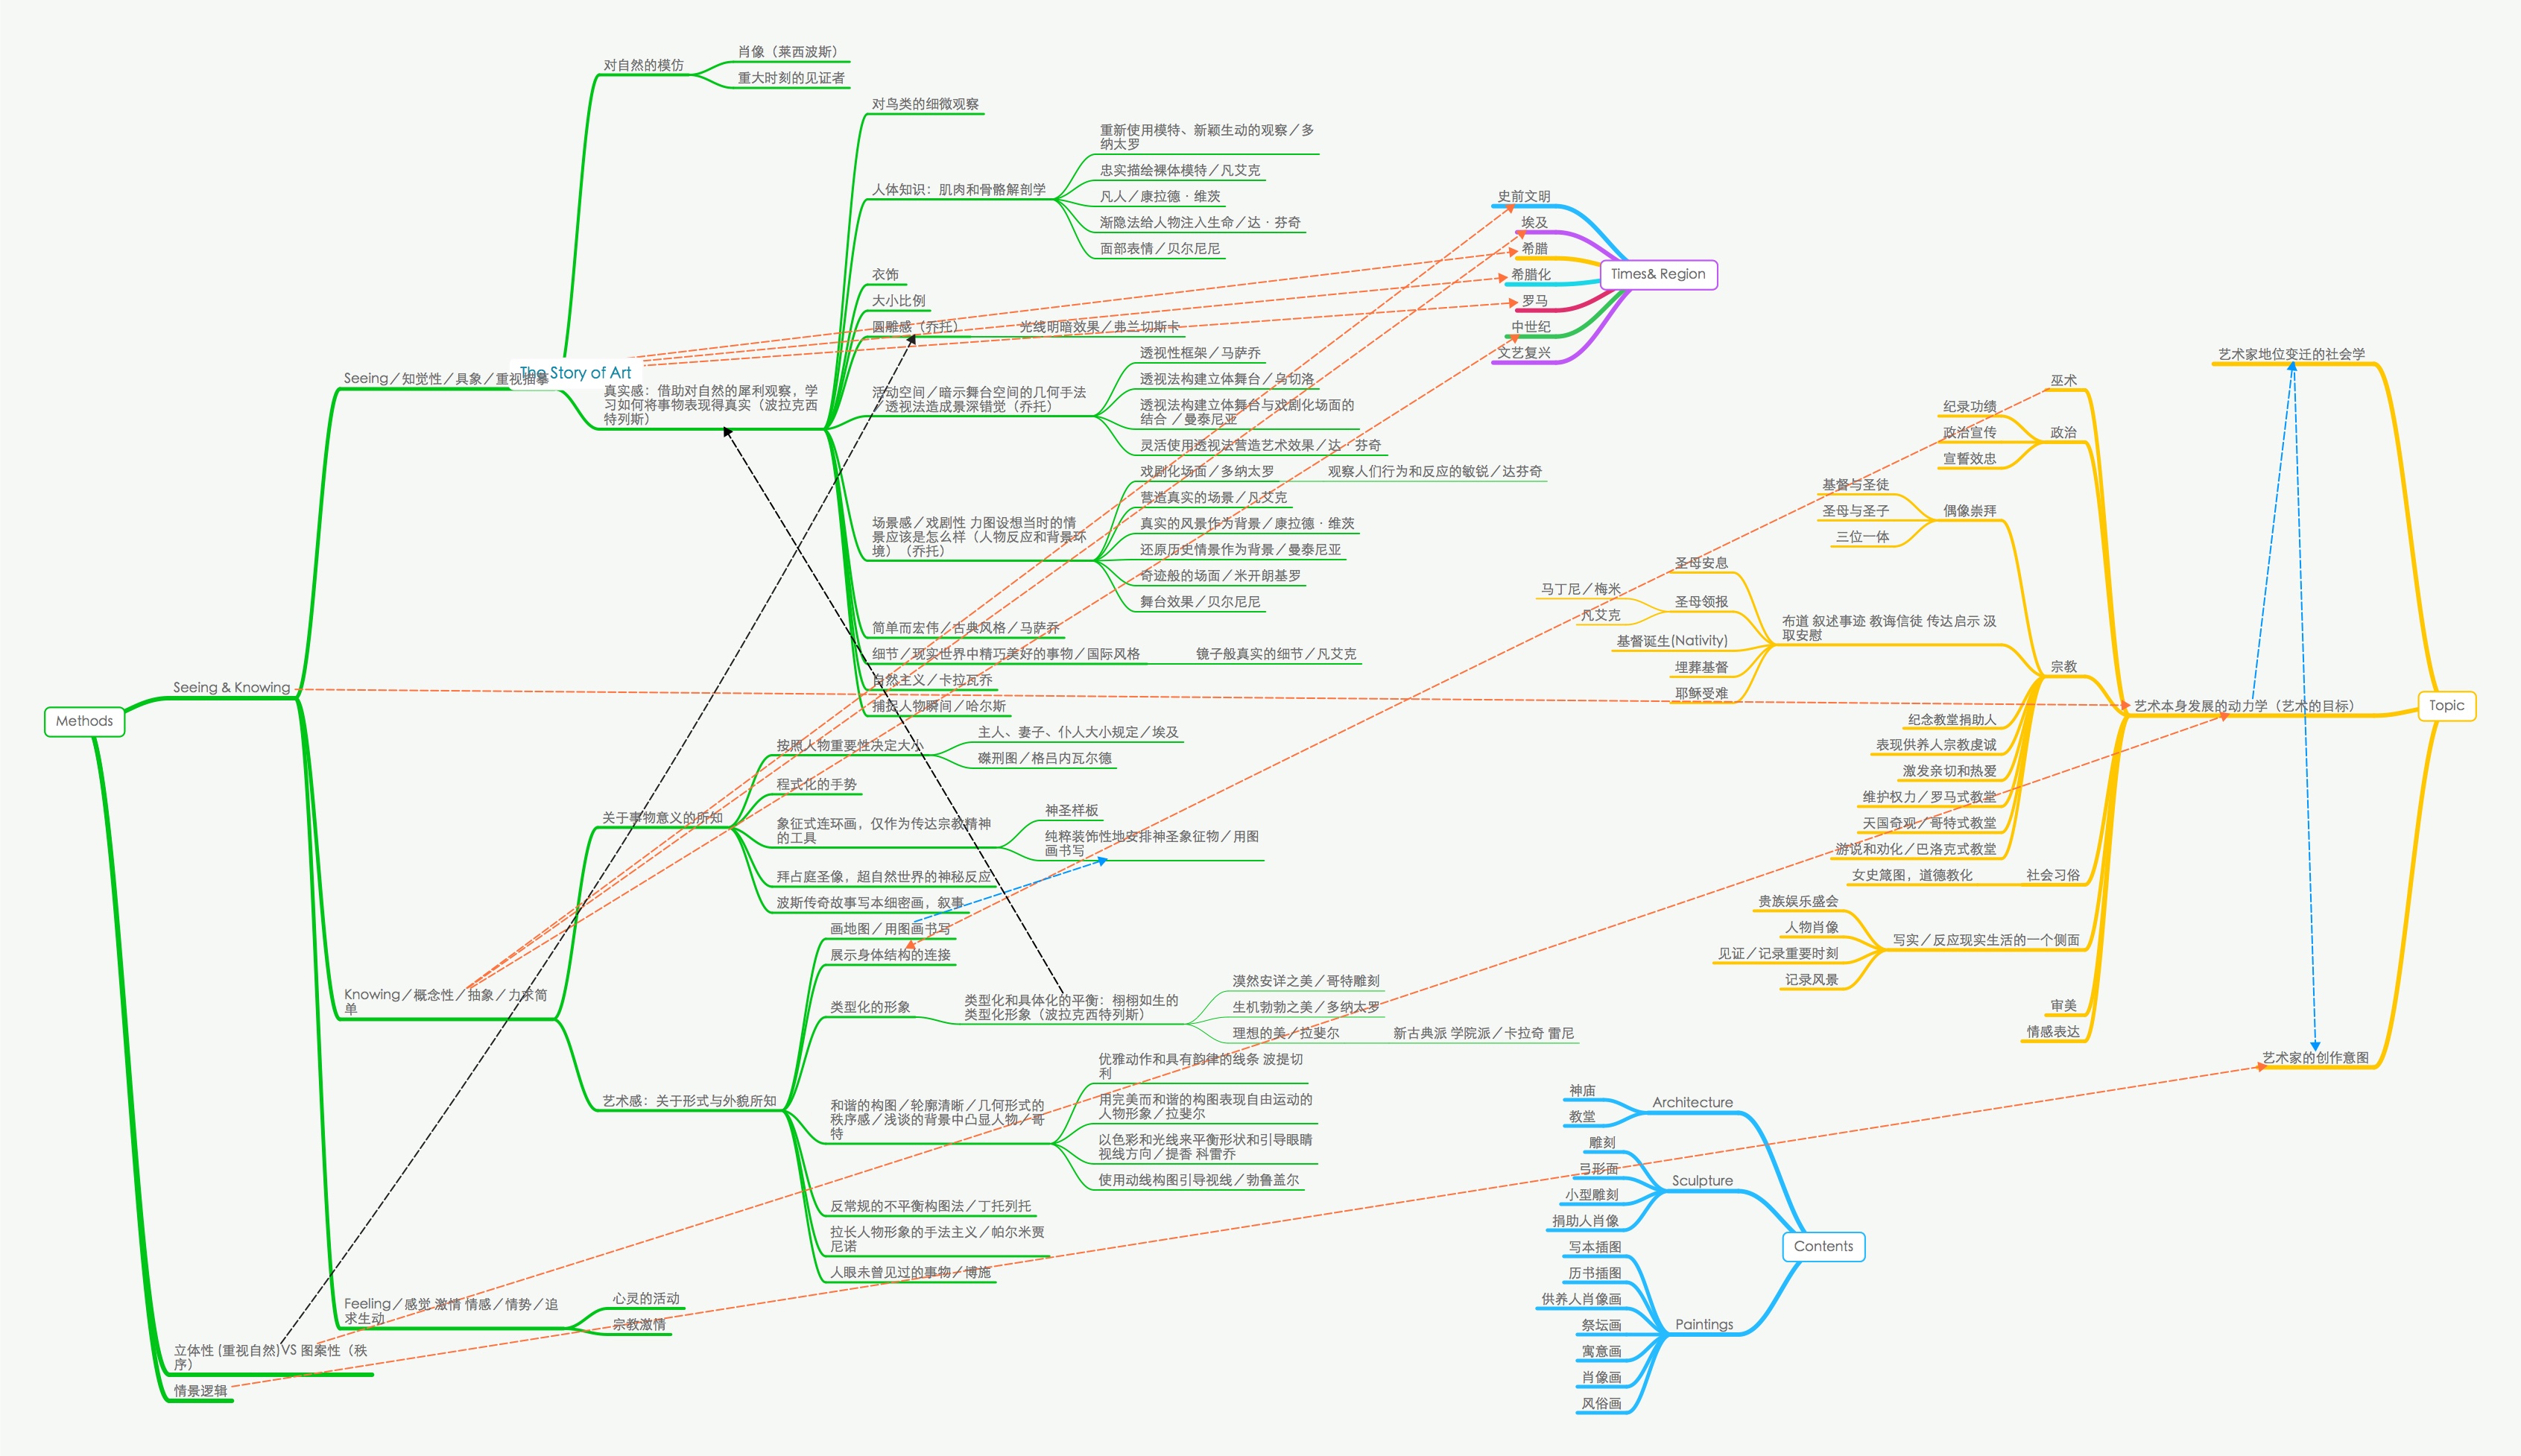 The Story of Art
Methods
Seeing & Knowing
Seeing／知觉性／具象／重视描摹
对自然的模仿
肖像（莱西波斯）
重大时刻的见证者
真实感：借助对自然的犀利观察，学
习如何将事物表现得真实（波拉克西
特列斯）
对鸟类的细微观察
人体知识：肌肉和骨骼解剖学
重新使用模特、新颖生动的观察／多
纳太罗
忠实描绘裸体模特／凡艾克
凡人／康拉德 · 维茨
渐隐法给人物注入生命／达 · 芬奇
面部表情／贝尔尼尼
衣饰
大小比例
圆雕感（乔托）
光线明暗效果／弗兰切斯卡
活动空间／暗示舞台空间的几何手法
／透视法造成景深错觉（乔托）
透视性框架／马萨乔
透视法构建立体舞台／乌切洛
透视法构建立体舞台与戏剧化场面的
结合 ／曼泰尼亚
灵活使用透视法营造艺术效果／达 · 芬奇
场景感／戏剧性 力图设想当时的情
景应该是怎么样（人物反应和背景环
境）（乔托）
戏剧化场面／多纳太罗
观察人们行为和反应的敏锐／达芬奇
营造真实的场景／凡艾克
真实的风景作为背景／康拉德 · 维茨
还原历史情景作为背景／曼泰尼亚
奇迹般的场面／米开朗基罗
舞台效果／贝尔尼尼
简单而宏伟／古典风格／马萨乔
细节／现实世界中精巧美好的事物／国际风格
镜子般真实的细节／凡艾克
自然主义／卡拉瓦乔
捕捉人物瞬间／哈尔斯
Knowing／概念性／抽象／力求简
单
关于事物意义的所知
按照人物重要性决定大小
主人、妻子、仆人大小规定／埃及
磔刑图／格吕内瓦尔德
程式化的手势
象征式连环画，仅作为传达宗教精神
的工具
神圣样板
纯粹装饰性地安排神圣象征物／用图
画书写
拜占庭圣像，超自然世界的神秘反应
波斯传奇故事写本细密画，叙事
艺术感：关于形式与外貌所知
画地图／用图画书写
展示身体结构的连接
类型化的形象
类型化和具体化的平衡：栩栩如生的
类型化形象（波拉克西特列斯）
漠然安详之美／哥特雕刻
生机勃勃之美／多纳太罗
理想的美／拉斐尔
新古典派 学院派／卡拉奇 雷尼
和谐的构图／轮廓清晰／几何形式的
秩序感／浅谈的背景中凸显人物／哥
特
优雅动作和具有韵律的线条 波提切
利
用完美而和谐的构图表现自由运动的
人物形象／拉斐尔
以色彩和光线来平衡形状和引导眼睛
视线方向／提香 科雷乔
使用动线构图引导视线／勃鲁盖尔
反常规的不平衡构图法／丁托列托
拉长人物形象的手法主义／帕尔米贾
尼诺
人眼未曾见过的事物／博施
Feeling／感觉 激情 情感／情势／追
求生动
心灵的活动
宗教激情
立体性 (重视自然)VS 图案性（秩
序）
情景逻辑
Times& Region
史前文明
埃及
希腊
希腊化
罗马
中世纪
文艺复兴
Topic
艺术家地位变迁的社会学
艺术本身发展的动力学（艺术的目标）
巫术
政治
纪录功绩
政治宣传
宣誓效忠
宗教
偶像崇拜
基督与圣徒
圣母与圣子
三位一体
布道 叙述事迹 教诲信徒 传达启示 汲
取安慰
圣母安息
圣母领报
马丁尼／梅米
凡艾克
基督诞生(Nativity)
埋葬基督
耶稣受难
纪念教堂捐助人
表现供养人宗教虔诚
激发亲切和热爱
维护权力／罗马式教堂
天国奇观／哥特式教堂
游说和劝化／巴洛克式教堂
社会习俗
女史箴图，道德教化
写实／反应现实生活的一个侧面
贵族娱乐盛会
人物肖像
见证／记录重要时刻
记录风景
审美
情感表达
艺术家的创作意图
Contents
Architecture
神庙
教堂
Sculpture
雕刻
弓形面
小型雕刻
捐助人肖像
Paintings
写本插图
历书插图
供养人肖像画
祭坛画
寓意画
肖像画
风俗画